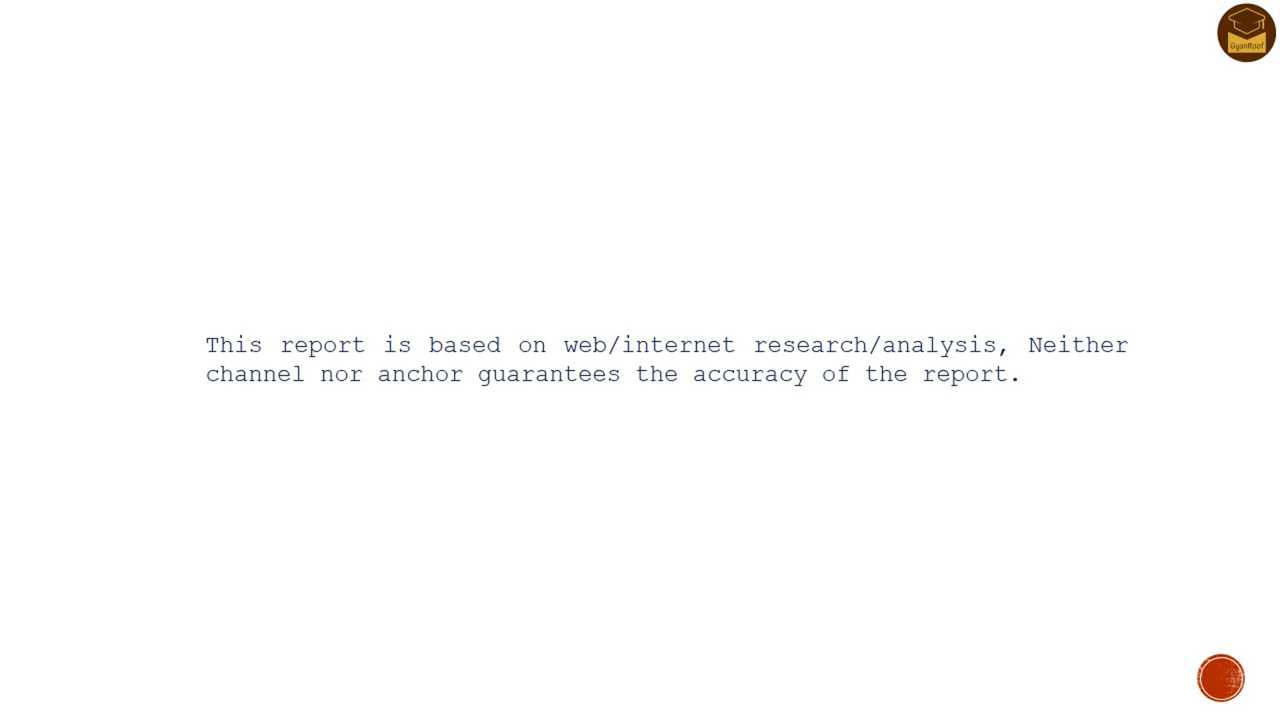 GyanRoof
This report is based on web/internet research/analysis, Neither
channel nor anchor guarantees the accuracy of the report.